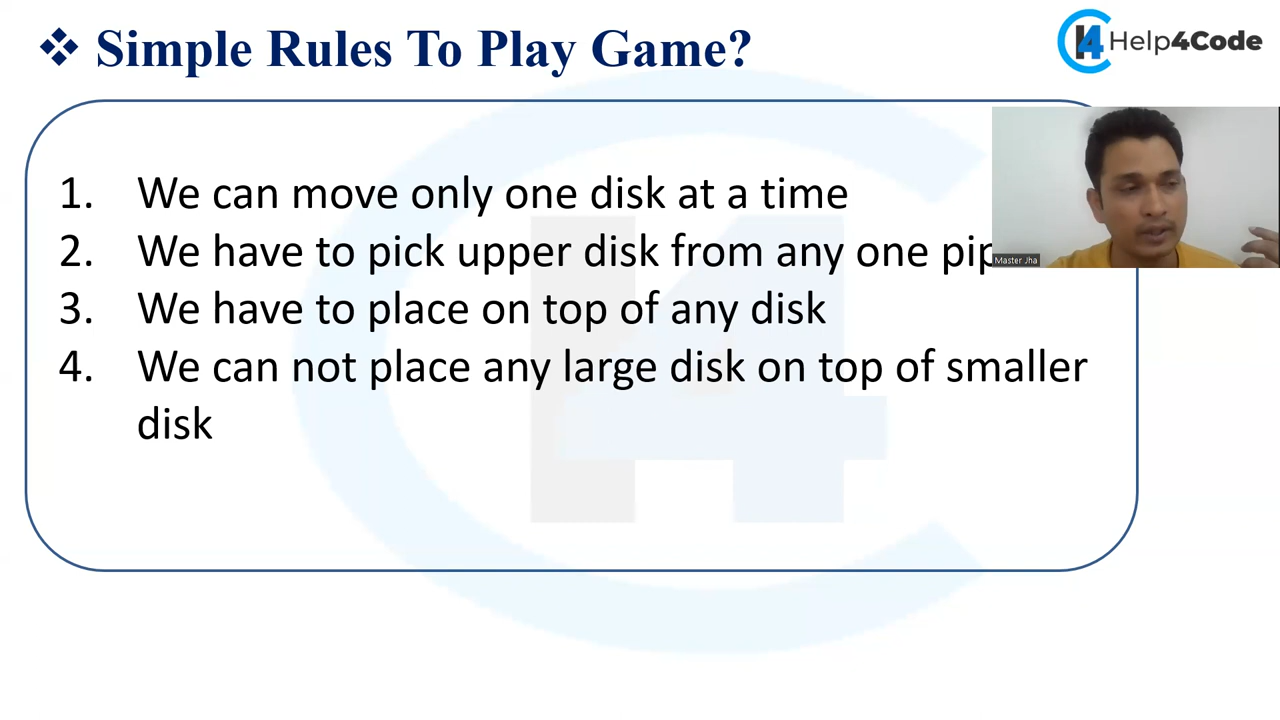 ❖ Simple Rules To Play Game?
Help4Code
1. We can move only one disk at a time
2. We have to pick upper disk from any one
Master Jha
3. We have to place on top of any disk
4. We can not place any large disk on top of smaller
disk